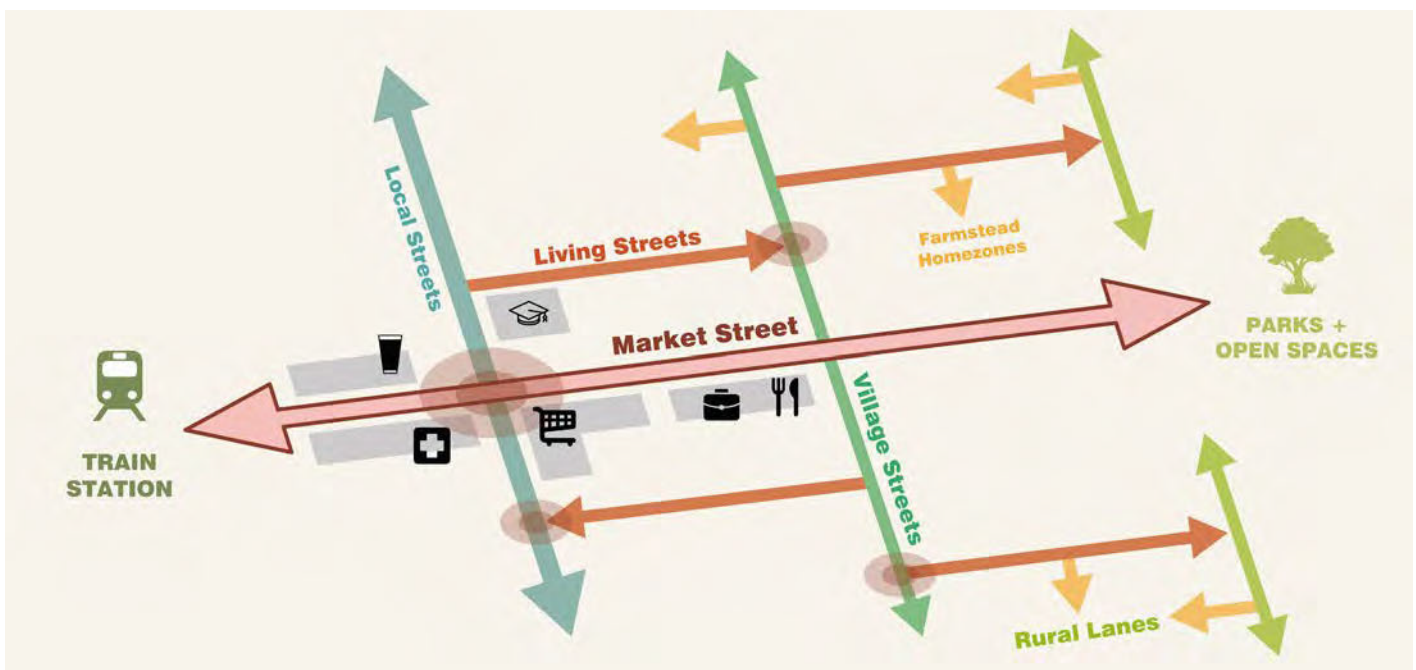 Local Streets
Living Streets
Farmstead
Homezones
Market Street
PARKS +
OPEN SPACES
TRAIN
STATION
Village Streets
Rural Lanes